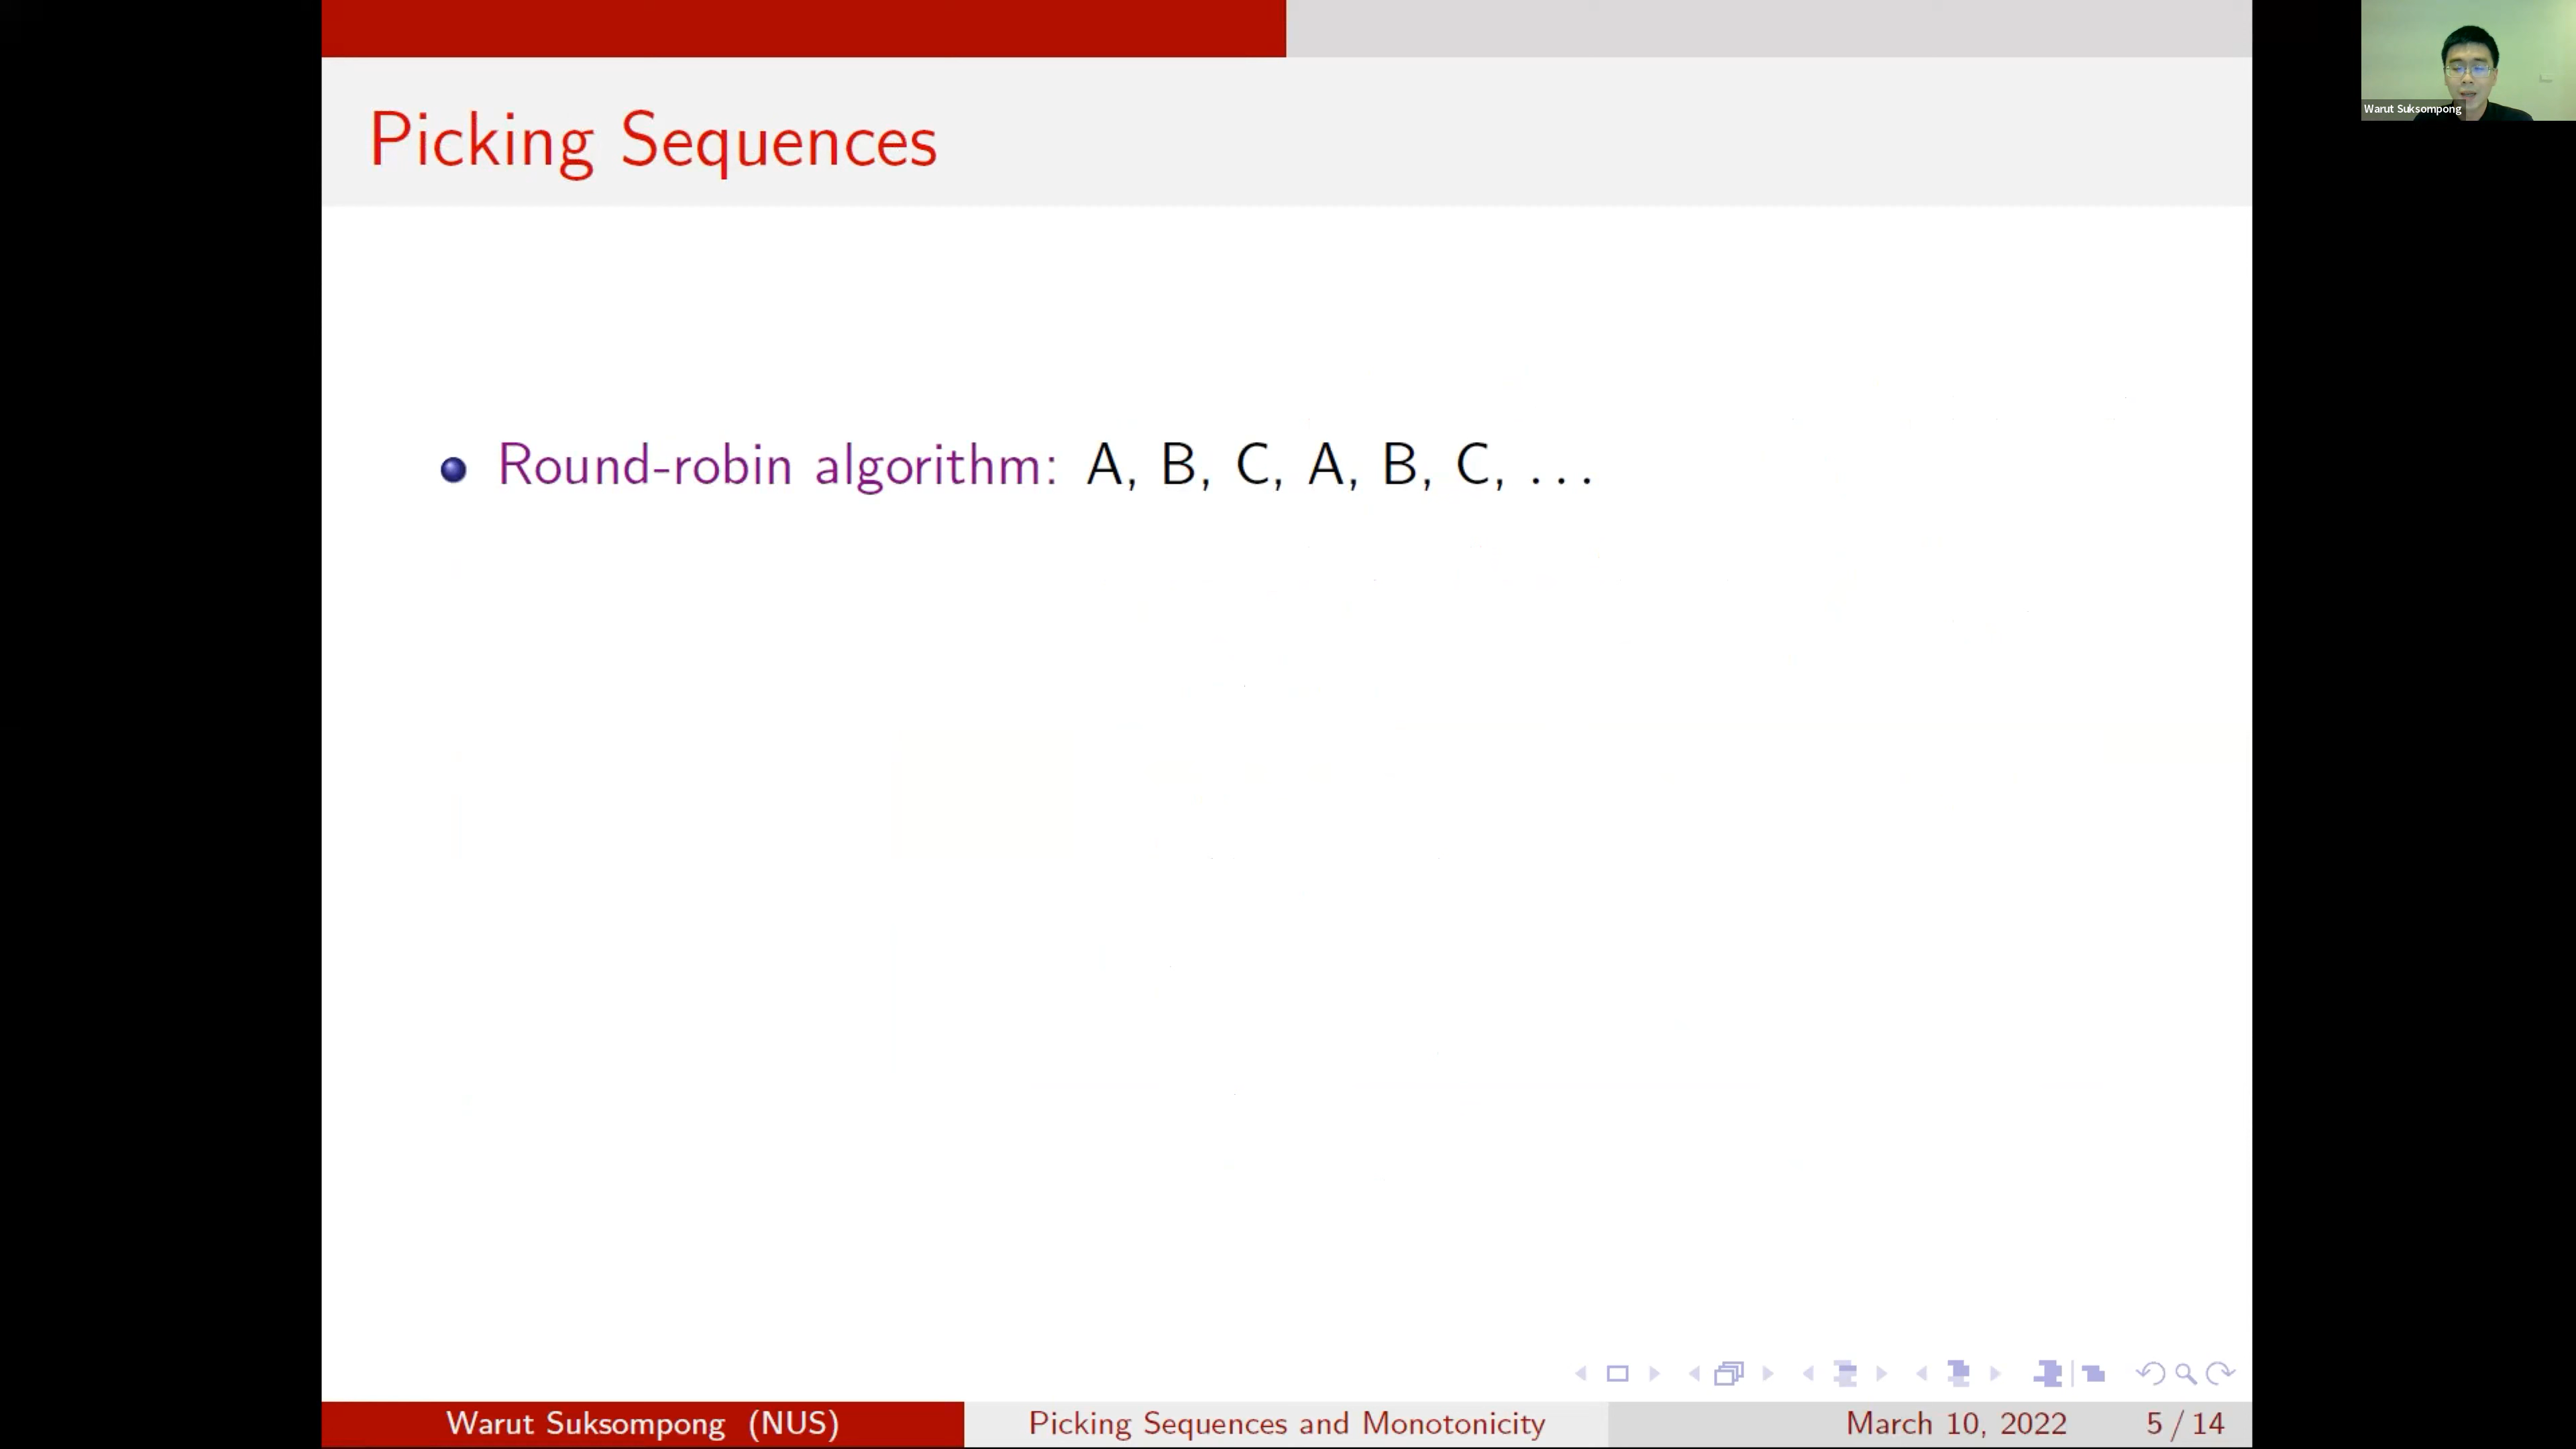 Picking Sequences
Warut Suksompong
Round-robin algorithm: A, B, C, A, B, C, ...
Warut Suksompong (NUS)
Picking Sequences and Monotonicity
March 10, 2022
5 / 14